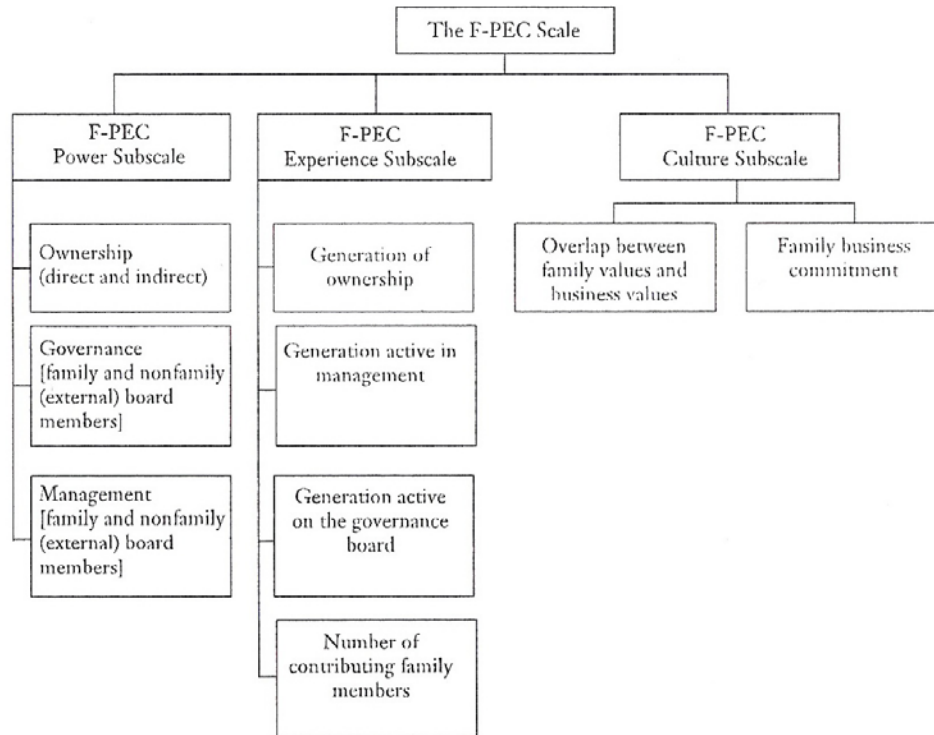 The F-PEC Scale
F-PEC
Power Subscale
F-PEC
Experience Subscale
F-PEC
Culture Subscale
Ownership
(direct and indirect)
Governance
[family and nonfamily
(external) board
members]
Management
[family and nonfamily
(external) board
members]
Generation of
ownership
Generation active in
management
Generation active
on the governance
board
Number of
contributing family
members
Overlap between
family values and
business values
Family business
commitment